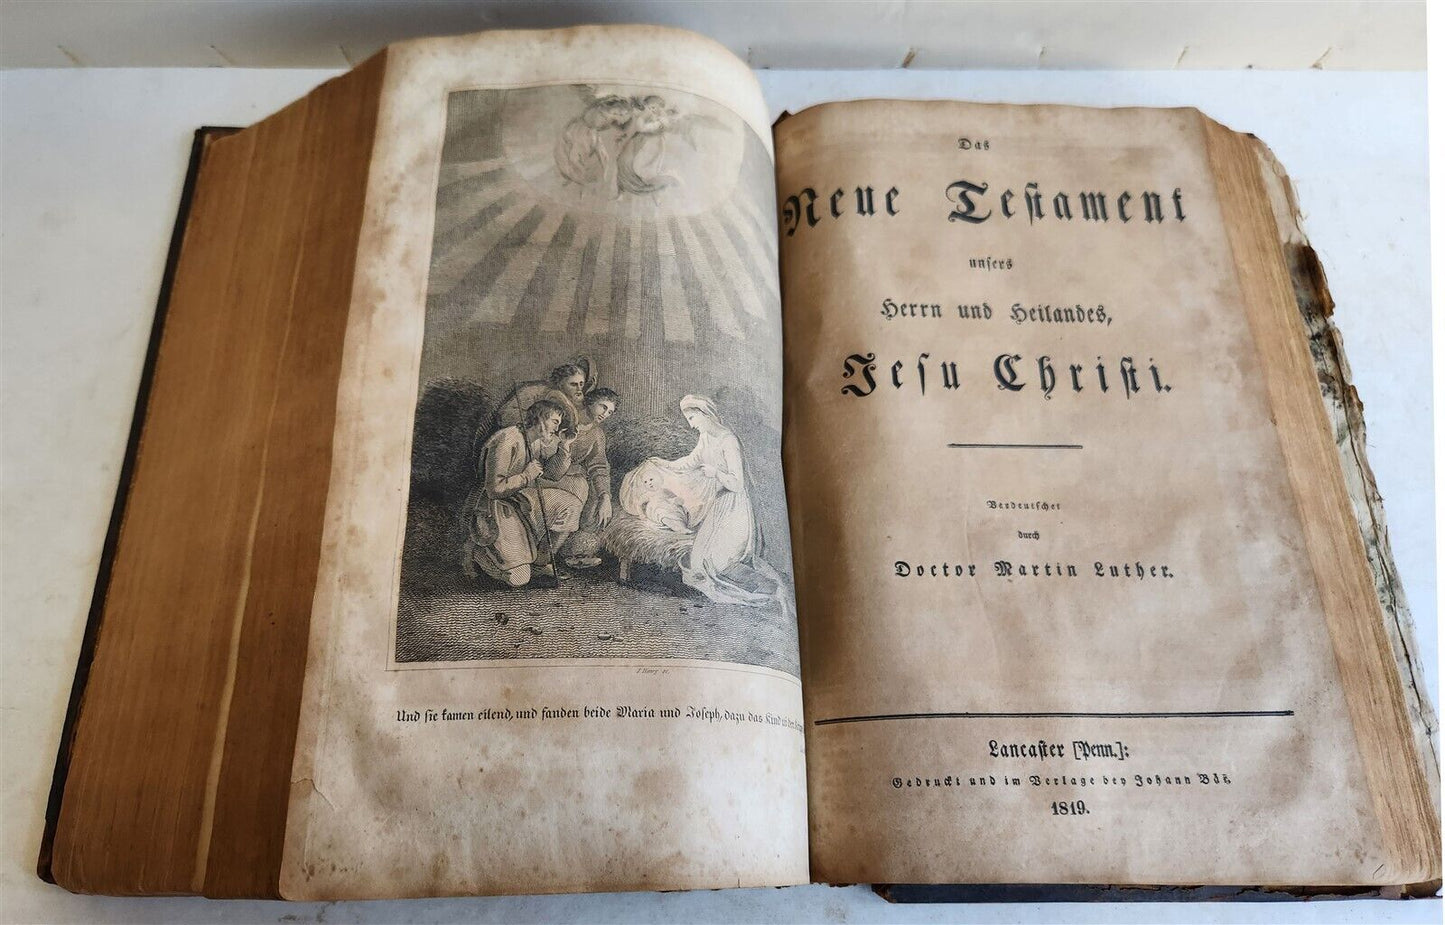 Und sie kamen eilend, und fanden beide Maria und Joseph, dazu das Kind
Das
Neue Testament
unsers
Herrn und Heilandes,
Jesu Christi.
Verdeutschet
durch
Doctor Martin Luther.
Lancaster [Penn.]:
Gedruckt und im Verlage bey Johann Bär,
1819.